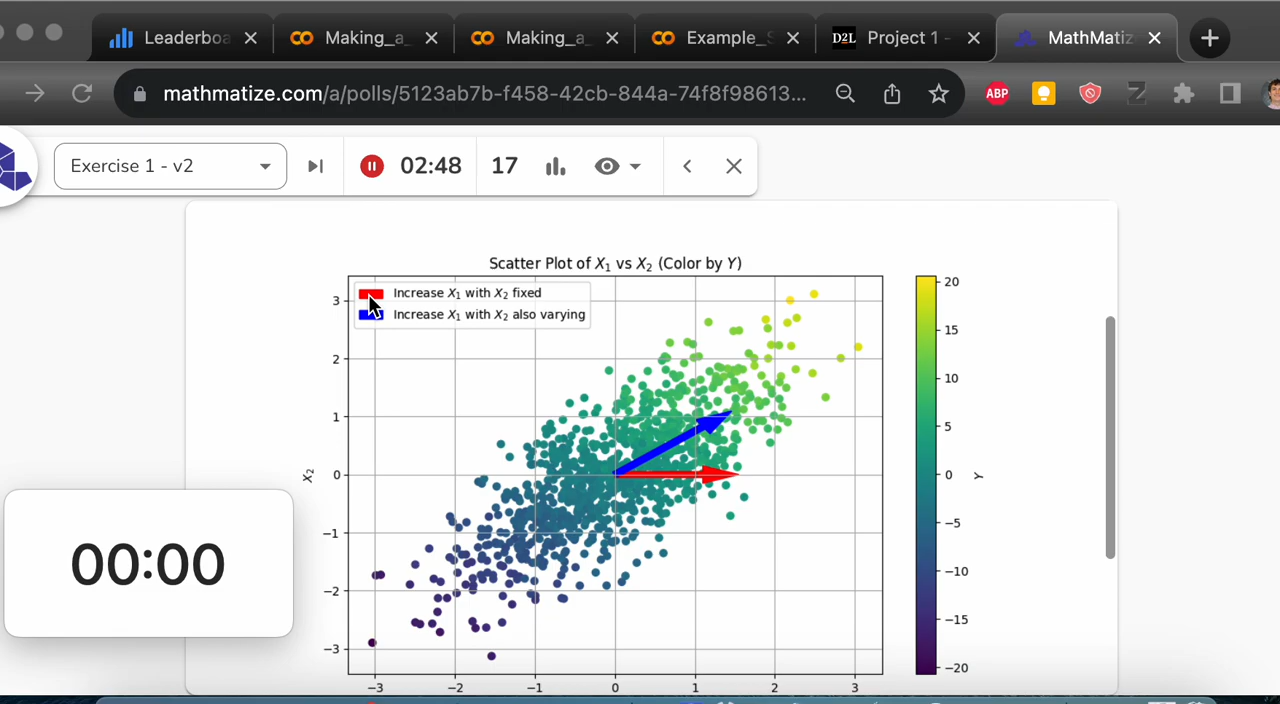 Leaderboa
Making_a_
Making_a_
Example_S
D2L Project 1 -
MathMatiz
mathmatize.com/a/polls/5123ab7b-f458-42cb-844a-74f8f98613...
ABP
Exercise 1 - v2
02:48
17
Scatter Plot of X₁ vs X₂ (Color by Y)
Increase X₁ with X₂ fixed
Increase X₁ with X₂ also varying
3
2
1
0
−1
−2
−3
X₂
−3 −2 −1 0 1 2 3
20
15
10
5
0
−5
−10
−15
−20
Y
00:00